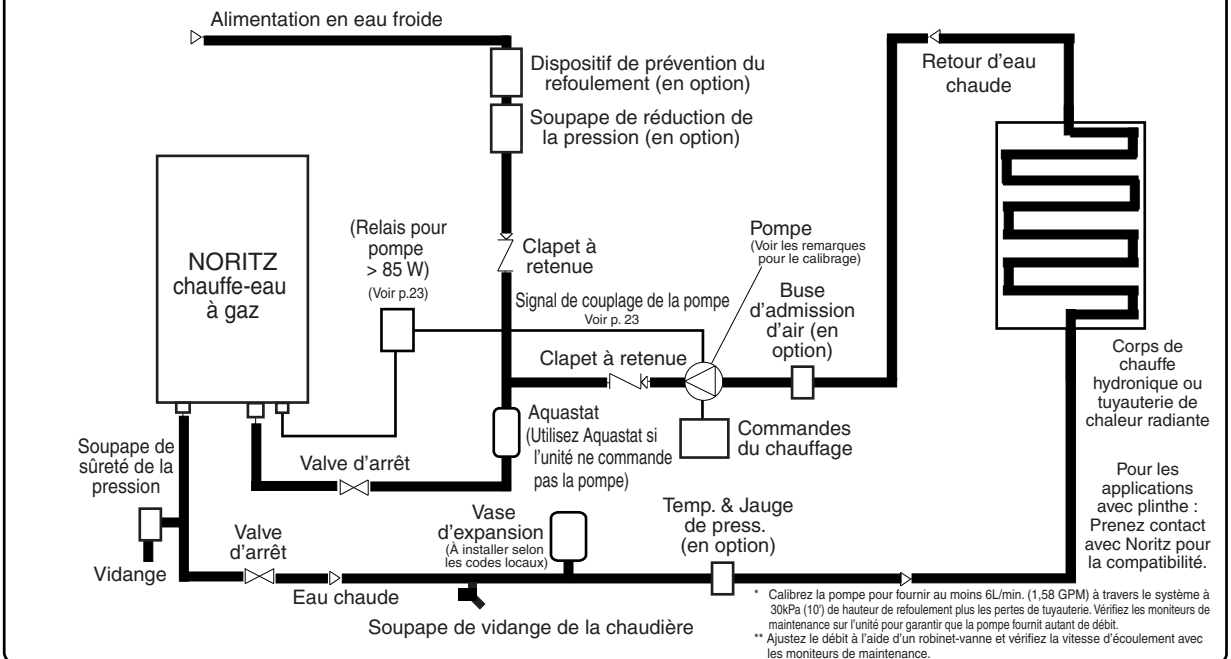 Alimentation en eau froide
Dispositif de prévention du
refoulement (en option)
Soupape de réduction de
la pression (en option)
Retour d'eau
chaude
NORITZ
chauffe-eau
à gaz
(Relais pour
pompe
> 85 W)
(Voir p.23)
Clapet à
retenue
Pompe
(Voir les remarques
pour le calibrage)
Signal de couplage de la pompe
Voir p. 23
Buse
d'admission
d'air (en
option)
Clapet à retenue
Corps de
chauffe
hydronique ou
tuyauterie de
chaleur radiante
Aquastat
(Utilisez Aquastat si
l'unité ne commande
pas la pompe)
Commandes
du chauffage
Soupape de
sûreté de la
pression
Valve d'arrêt
Pour les
applications
avec plinthe :
Prenez contact
avec Noritz pour
la compatibilité.
Vase
d'expansion
(À installer selon
les codes locaux)
Temp. & Jauge
de press.
(en option)
Valve
d'arrêt
Vidange
Eau chaude
Soupape de vidange de la chaudière
* Calibrez la pompe pour fournir au moins 6L/min. (1,58 GPM) à travers le système à
30kPa (10') de hauteur de refoulement plus les pertes de tuyauterie. Vérifiez les moniteurs de
maintenance sur l'unité pour garantir que la pompe fournit autant de débit.
** Ajustez le débit à l'aide d'un robinet-vanne et vérifiez la vitesse d'écoulement avec
les moniteurs de maintenance.